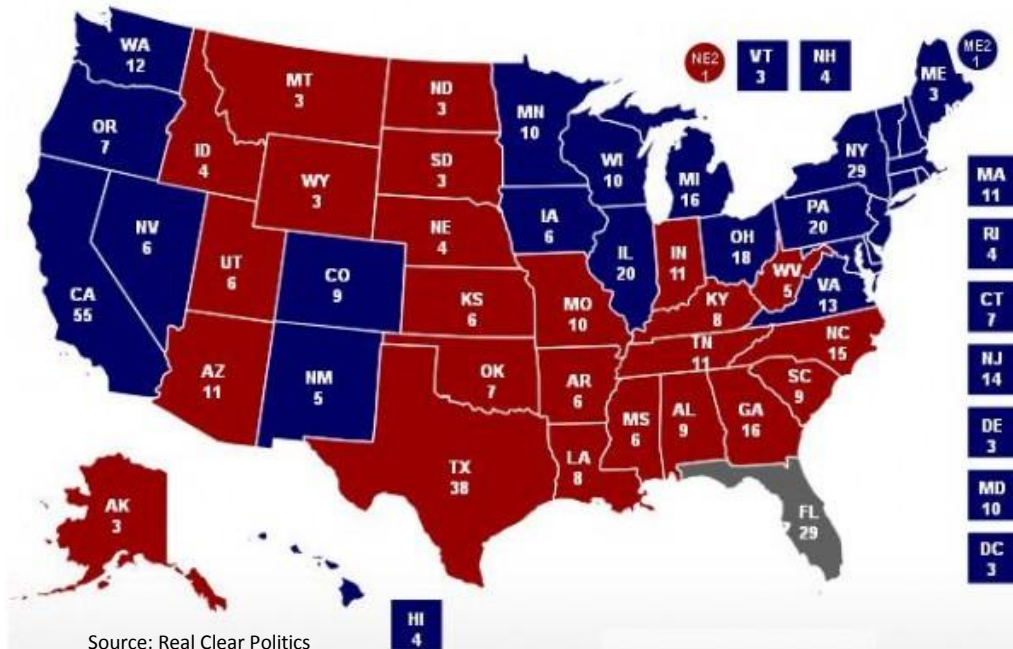 WA
12
OR
7
CA
55
NV
6
ID
4
MT
3
WY
3
UT
6
AZ
11
CO
9
NM
5
ND
3
SD
3
NE
4
KS
6
OK
7
TX
38
MN
10
IA
6
MO
10
AR
6
LA
8
WI
10
IL
20
MI
16
IN
11
OH
18
KY
8
TN
11
MS
6
AL
9
GA
16
FL
29
SC
9
NC
15
VA
13
WV
5
PA
20
NY
29
ME
3
NE2
1
VT
3
NH
4
ME2
1
MA
11
RI
4
CT
7
NJ
14
DE
3
MD
10
DC
3
AK
3
HI
4
Source: Real Clear Politics